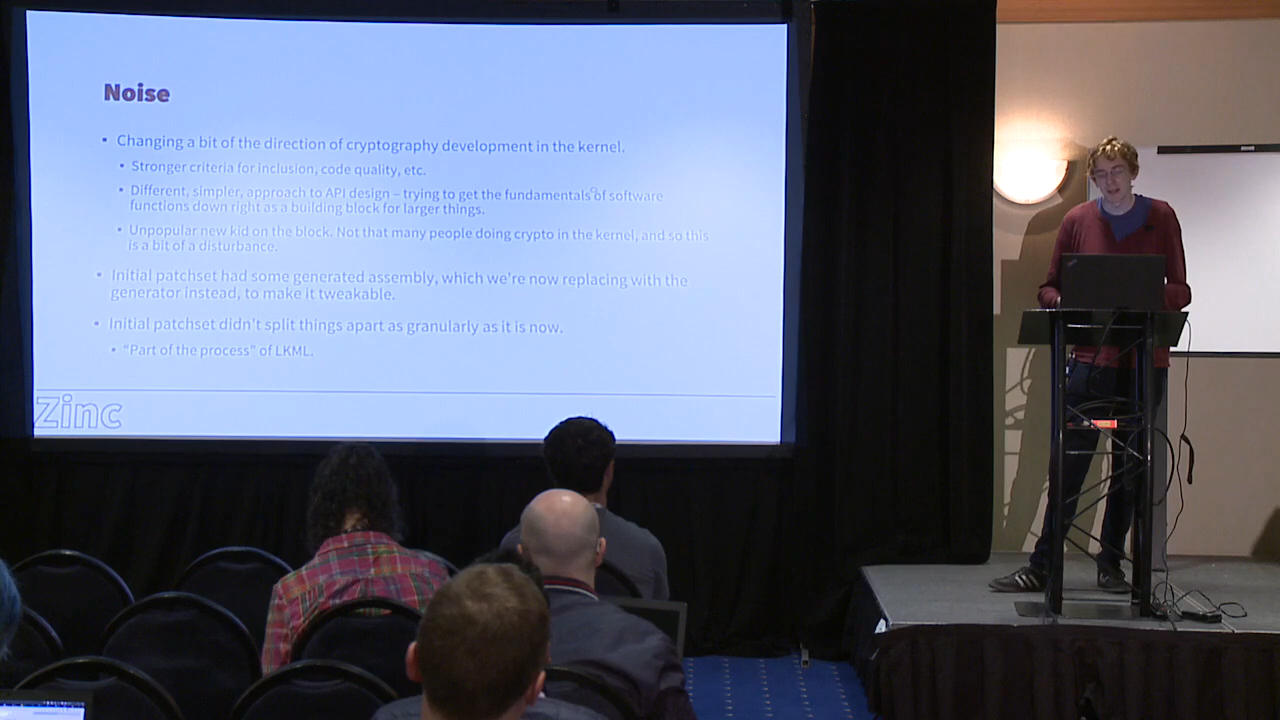 Noise
Changing a bit of the direction of cryptography development in the kernel.
Stronger criteria for inclusion, code quality, etc.
Different, simpler, approach to API design – trying to get the fundamentals of software
functions down right as a building block for larger things.
Unpopular new kid on the block. Not that many people doing crypto in the kernel, and so this
is a bit of a disturbance.
Initial patchset had some generated assembly, which we're now replacing with the
generator instead, to make it tweakable.
Initial patchset didn't split things apart as granularly as it is now.
“Part of the process” of LKML.
Zinc